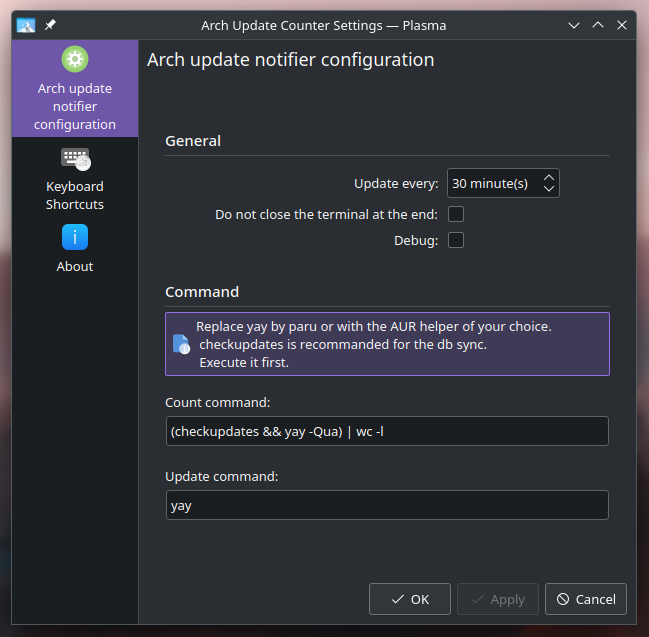 Arch Update Counter Settings — Plasma
Arch update
notifier
configuration
Keyboard
Shortcuts
About
Arch update notifier configuration
General
Update every: 30 minute(s)
Do not close the terminal at the end:
Debug:
Command
Replace yay by paru or with the AUR helper of your choice.
checkupdates is recommanded for the db sync.
Execute it first.
Count command:
(checkupdates && yay -Qua) | wc -l
Update command:
yay
OK Apply Cancel